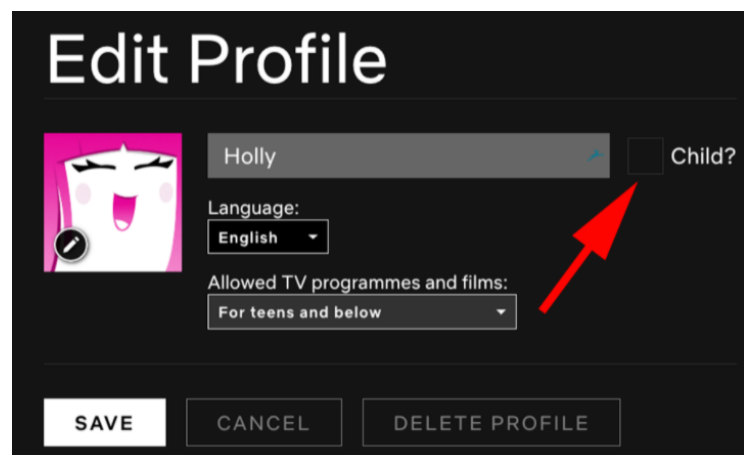 Edit Profile
Holly
Child?
Language:
English
Allowed TV programmes and films:
For teens and below
SAVE
CANCEL
DELETE PROFILE